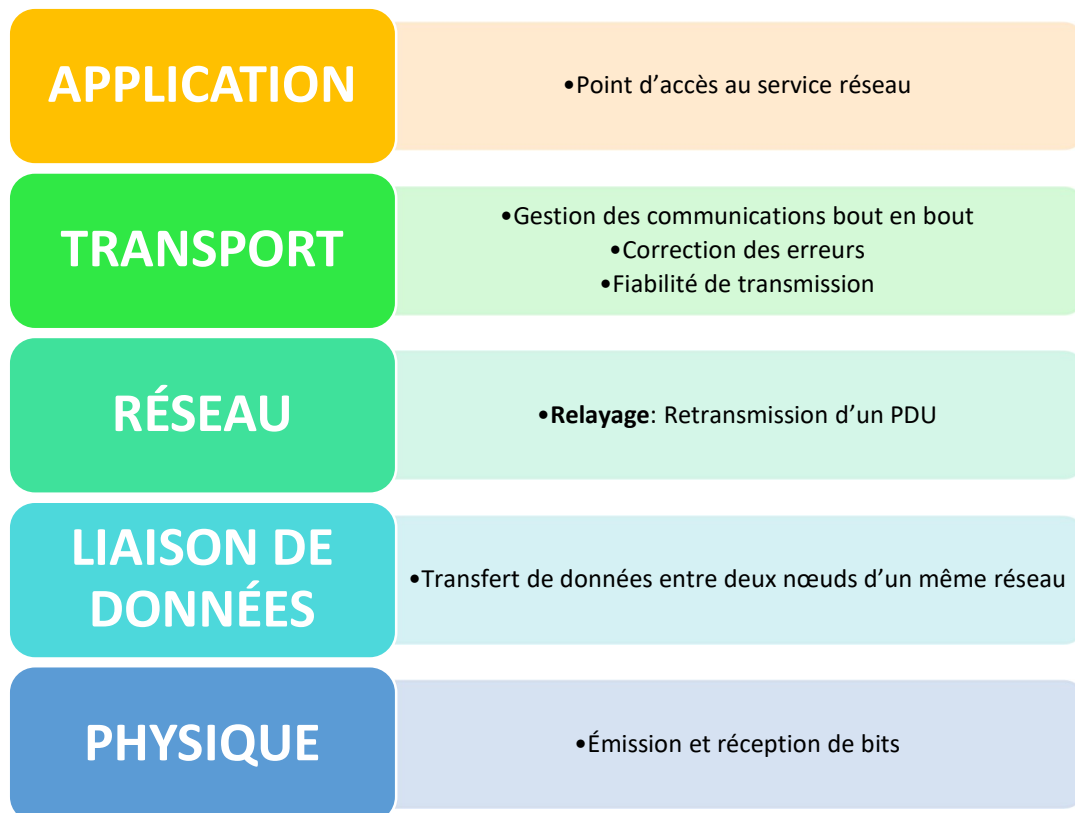 APPLICATION
•Point d’accès au service réseau
TRANSPORT
•Gestion des communications bout en bout
•Correction des erreurs
•Fiabilité de transmission
RÉSEAU
•Relayage: Retransmission d’un PDU
LIAISON DE
DONNÉES
•Transfert de données entre deux nœuds d’un même réseau
PHYSIQUE
•Émission et réception de bits